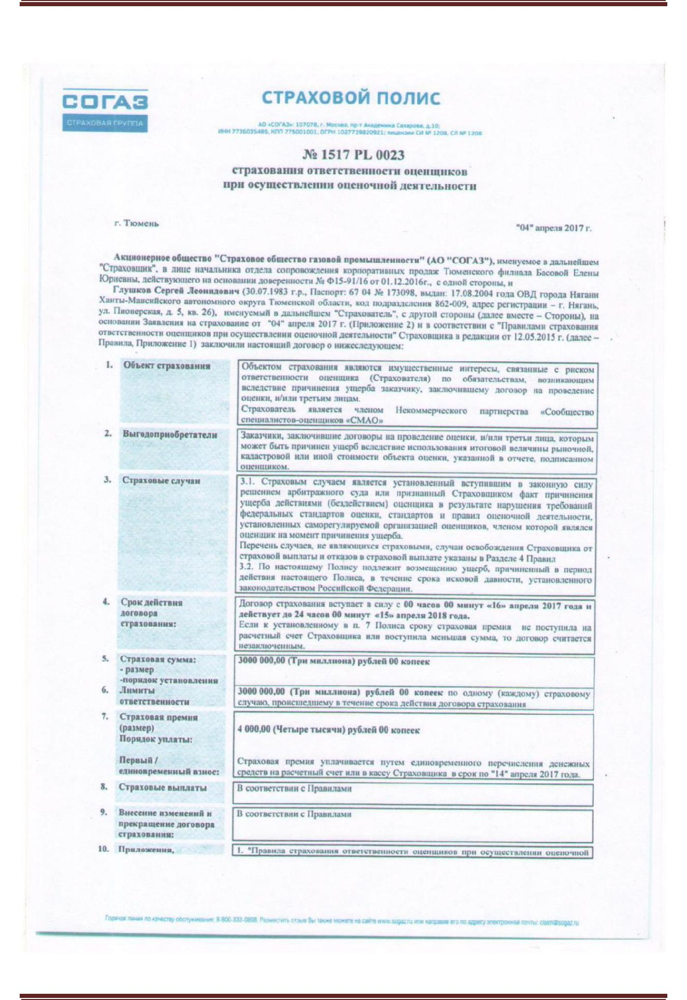 СОГАЗ
СТРАХОВАЯ ГРУППА
СТРАХОВОЙ ПОЛИС
АО «СОГАЗ»: 107078, г. Москва, пр-т Академика Сахарова, д.10;
ИНН 7736035485, КПП 775001001, ОГРН 1027739820921; лицензии СИ № 1208, СЛ № 1208
№ 1517 PL 0023
страхования ответственности оценщиков
при осуществлении оценочной деятельности
г. Тюмень
"04" апреля 2017 г.
Акционерное общество "Страховое общество газовой промышленности" (АО "СОГАЗ"), именуемое в дальнейшем
"Страховщик", в лице начальника отдела сопровождения корпоративных продаж Тюменского филиала Басовой Елены
Юриевны, действующего на основании доверенности № Ф15-91/16 от 01.12.2016г., с одной стороны, и
Глушков Сергей Леонидович (30.07.1983 г.р., Паспорт: 67 04 № 173098, выдан: 17.08.2004 года ОВД города Нягани
Ханты-Мансийского автономного округа Тюменской области, код подразделения 862-009, адрес регистрации – г. Нягань,
ул. Пионерская, д. 5, кв. 26), именуемый в дальнейшем "Страхователь", с другой стороны (далее вместе – Стороны), на
основании Заявления на страхование от "04" апреля 2017 г. (Приложение 2) и в соответствии с "Правилами страхования
ответственности оценщиков при осуществлении оценочной деятельности" Страховщика в редакции от 12.05.2015 г. (далее –
Правила, Приложение 1) заключили настоящий договор о нижеследующем:
1. Объект страхования
Объектом страхования являются имущественные интересы, связанные с риском
ответственности оценщика (Страхователя) по обязательствам, возникающим
вследствие причинения ущерба заказчику, заключившему договор на проведение
оценки, и/или третьим лицам.
Страхователь является членом Некоммерческого партнерства «Сообщество
специалистов-оценщиков «СМАО»
2. Выгодоприобретатели
Заказчики, заключившие договоры на проведение оценки, и/или третьи лица, которым
может быть причинен ущерб вследствие использования итоговой величины рыночной,
кадастровой или иной стоимости объекта оценки, указанной в отчете, подписанном
оценщиком.
3. Страховые случаи
3.1. Страховым случаем является установленный вступившим в законную силу
решением арбитражного суда или признанный Страховщиком факт причинения
ущерба действиями (бездействием) оценщика в результате нарушения требований
федеральных стандартов оценки, стандартов и правил оценочной деятельности,
установленных саморегулируемой организацией оценщиков, членом которой являлся
оценщик на момент причинения ущерба.
Перечень случаев, не являющихся страховыми, случаи освобождения Страховщика от
страховой выплаты и отказов в страховой выплате указаны в Разделе 4 Правил
3.2. По настоящему Полису подлежит возмещению ущерб, причиненный в период
действия настоящего Полиса, в течение срока исковой давности, установленного
законодательством Российской Федерации.
4. Срок действия
договора
страхования:
Договор страхования вступает в силу с 00 часов 00 минут «16» апреля 2017 года и
действует до 24 часов 00 минут «15» апреля 2018 года.
Если к установленному в п. 7 Полиса сроку страховая премия не поступила на
расчетный счет Страховщика или поступила меньшая сумма, то договор считается
незаключенным.
5. Страховая сумма:
- размер
-порядок установления
3000 000,00 (Три миллиона) рублей 00 копеек
6. Лимиты
ответственности
3000 000,00 (Три миллиона) рублей 00 копеек по одному (каждому) страховому
случаю, происшедшему в течение срока действия договора страхования
7. Страховая премия
(размер)
Порядок уплаты:
4 000,00 (Четыре тысячи) рублей 00 копеек
Первый /
единовременный взнос:
Страховая премия уплачивается путем единовременного перечисления денежных
средств на расчетный счет или в кассу Страховщика в срок по "14" апреля 2017 года.
8. Страховые выплаты
В соответствии с Правилами
9. Внесение изменений и
прекращение договора
страхования:
В соответствии с Правилами
10. Приложения,
1. "Правила страхования ответственности оценщиков при осуществлении оценочной
Горячая линия по качеству обслуживания: 8-800-333-0808. Разместить отзыв Вы также можете на сайте www.sogaz.ru или направив его по адресу электронной почты: claim@sogaz.ru